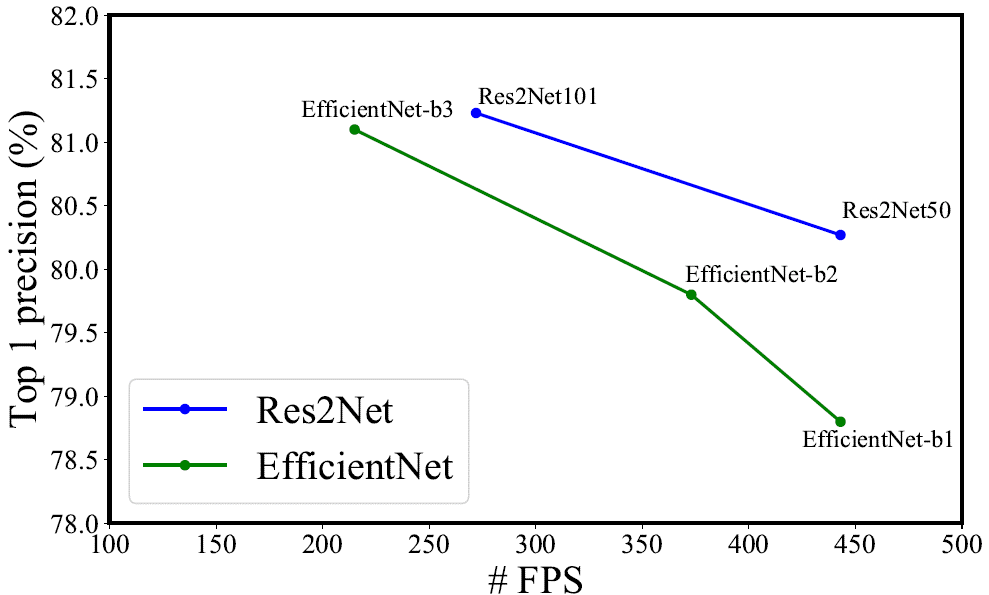 82.0
81.5
81.0
80.5
80.0
79.5
79.0
78.5
78.0
Top 1 precision (%)
EfficientNet-b3
Res2Net101
Res2Net50
EfficientNet-b2
EfficientNet-b1
Res2Net
EfficientNet
100 150 200 250 300 350 400 450 500
# FPS